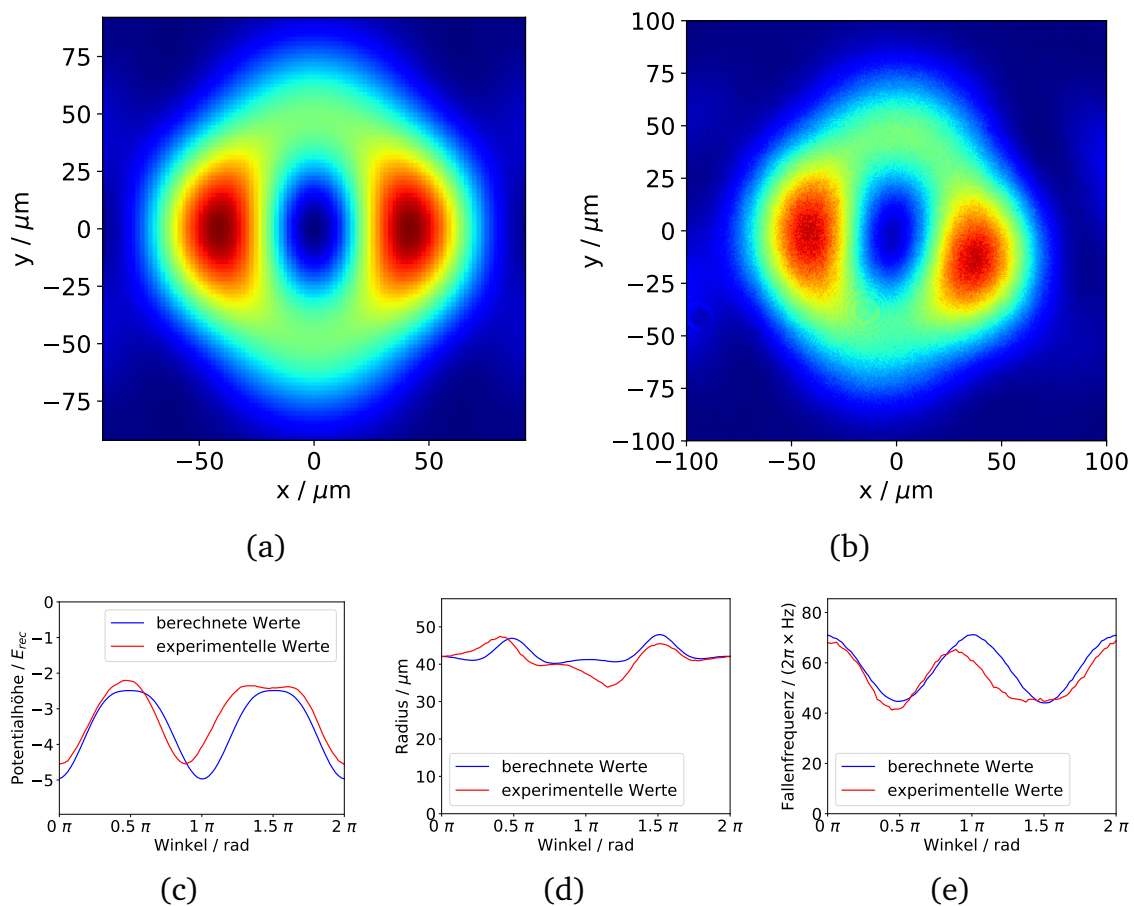 75
50
25
0
−25
−50
−75
y / μm
−50
0
50
x / μm
(a)
100
75
50
25
0
−25
−50
−75
−100
y / μm
−100
−50
0
50
100
x / μm
(b)
0
−1
−2
−3
−4
−5
Potentialhöhe / E_rec
berechnete Werte
experimentelle Werte
0 π
0.5 π
1 π
1.5 π
2 π
Winkel / rad
(c)
50
40
30
20
10
0
Radius / μm
berechnete Werte
experimentelle Werte
0 π
0.5 π
1 π
1.5 π
2 π
Winkel / rad
(d)
80
60
40
20
0
Fallenfrequenz / (2π × Hz)
berechnete Werte
experimentelle Werte
0 π
0.5 π
1 π
1.5 π
2 π
Winkel / rad
(e)